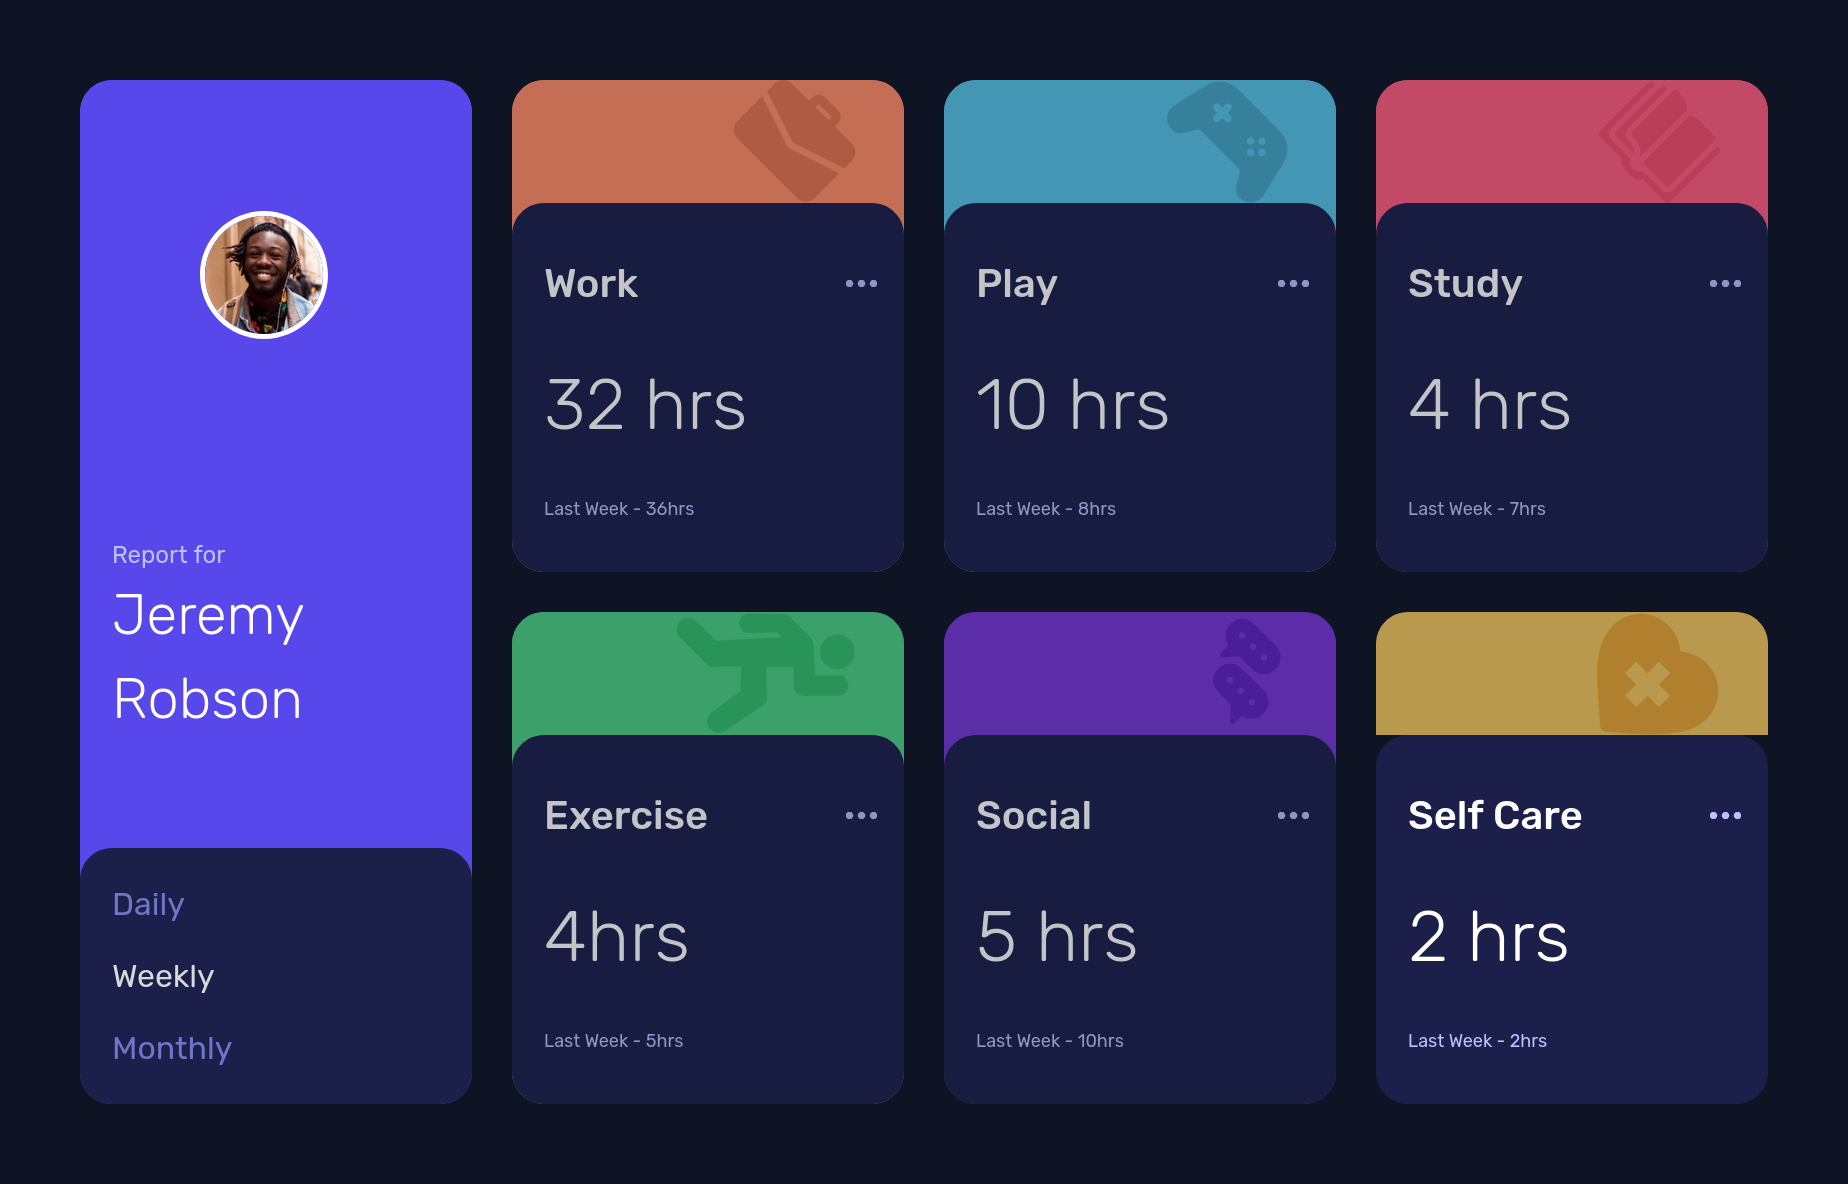 Report for
Jeremy
Robson
Daily
Weekly
Monthly
Work
32 hrs
Last Week - 36hrs
Play
10 hrs
Last Week - 8hrs
Study
4 hrs
Last Week - 7hrs
Exercise
4hrs
Last Week - 5hrs
Social
5 hrs
Last Week - 10hrs
Self Care
2 hrs
Last Week - 2hrs